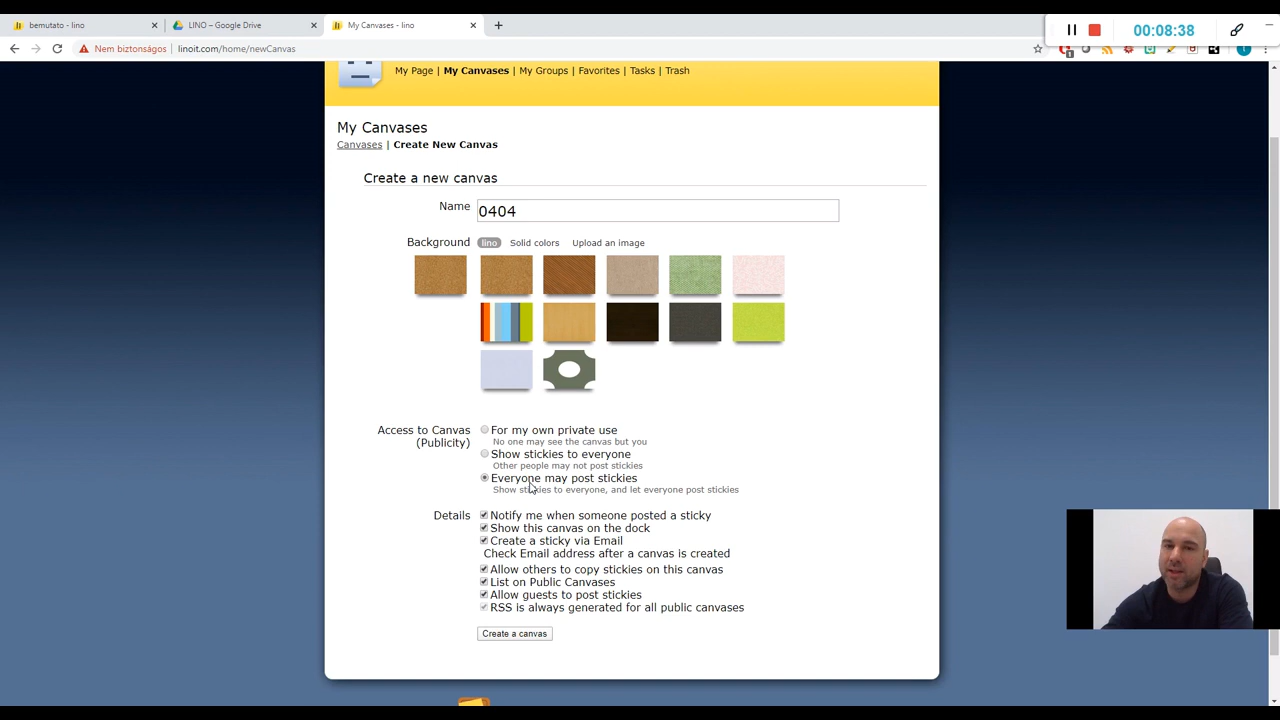 bemutato - lino
LINO – Google Drive
My Canvases - lino
00:08:38
Nem biztonságos | linoit.com/home/newCanvas
My Page | My Canvases | My Groups | Favorites | Tasks | Trash
My Canvases
Canvases | Create New Canvas
Create a new canvas
Name
0404
Background
lino
Solid colors
Upload an image
Access to Canvas
(Publicity)
For my own private use
No one may see the canvas but you
Show stickies to everyone
Other people may not post stickies
Everyone may post stickies
Show stickies to everyone, and let everyone post stickies
Details
Notify me when someone posted a sticky
Show this canvas on the dock
Create a sticky via Email
Check Email address after a canvas is created
Allow others to copy stickies on this canvas
List on Public Canvases
Allow guests to post stickies
RSS is always generated for all public canvases
Create a canvas